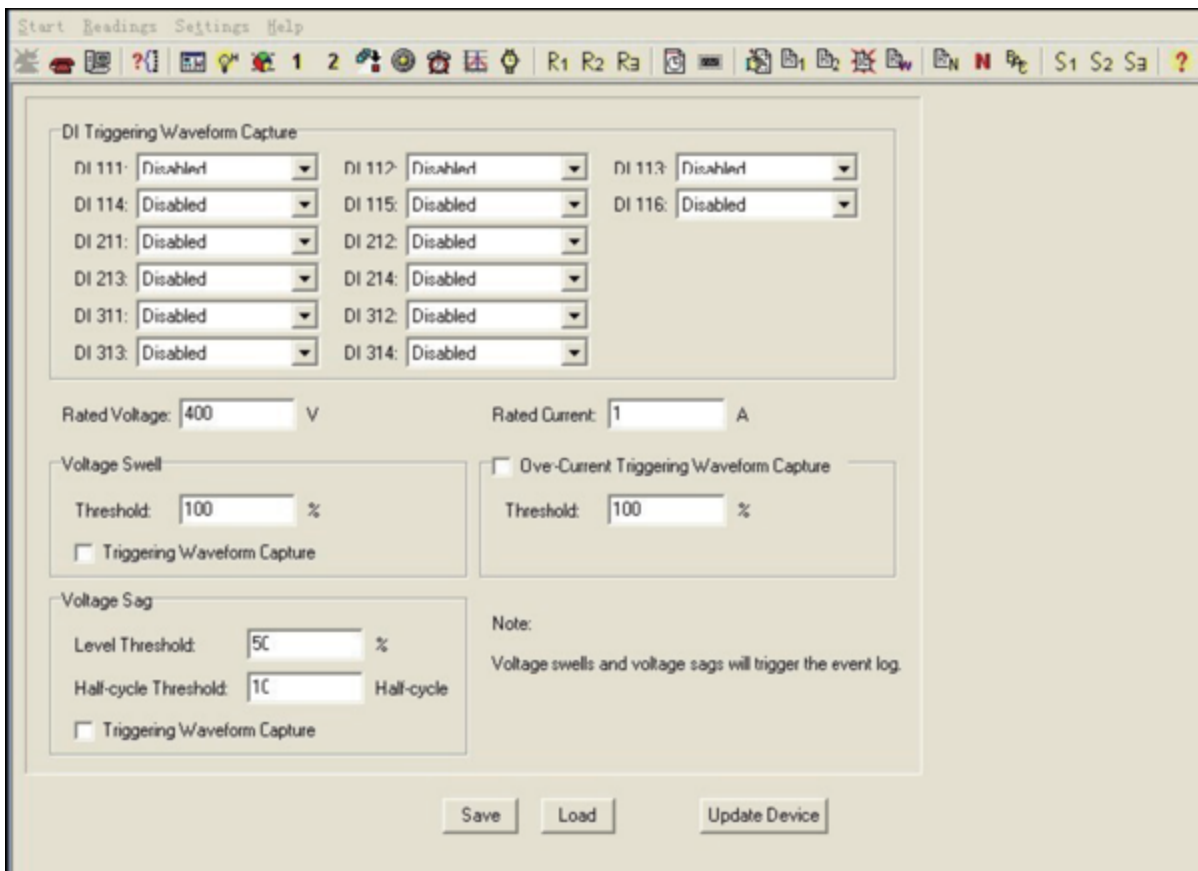 Start Readings Settings Help
?{} 1 2 R1 R2 R3 1 2 W N N S1 S2 S3 ?
DI Triggering Waveform Capture
DI 111: Disabled DI 112: Disabled DI 113: Disabled
DI 114: Disabled DI 115: Disabled DI 116: Disabled
DI 211: Disabled DI 212: Disabled
DI 213: Disabled DI 214: Disabled
DI 311: Disabled DI 312: Disabled
DI 313: Disabled DI 314: Disabled
Rated Voltage: 400 V Rated Current: 1 A
Voltage Swell
Threshold: 100 %
Triggering Waveform Capture
Over-Current Triggering Waveform Capture
Threshold: 100 %
Voltage Sag
Level Threshold: 50 %
Half-cycle Threshold: 10 Half-cycle
Triggering Waveform Capture
Note:
Voltage swells and voltage sags will trigger the event log.
Save Load Update Device